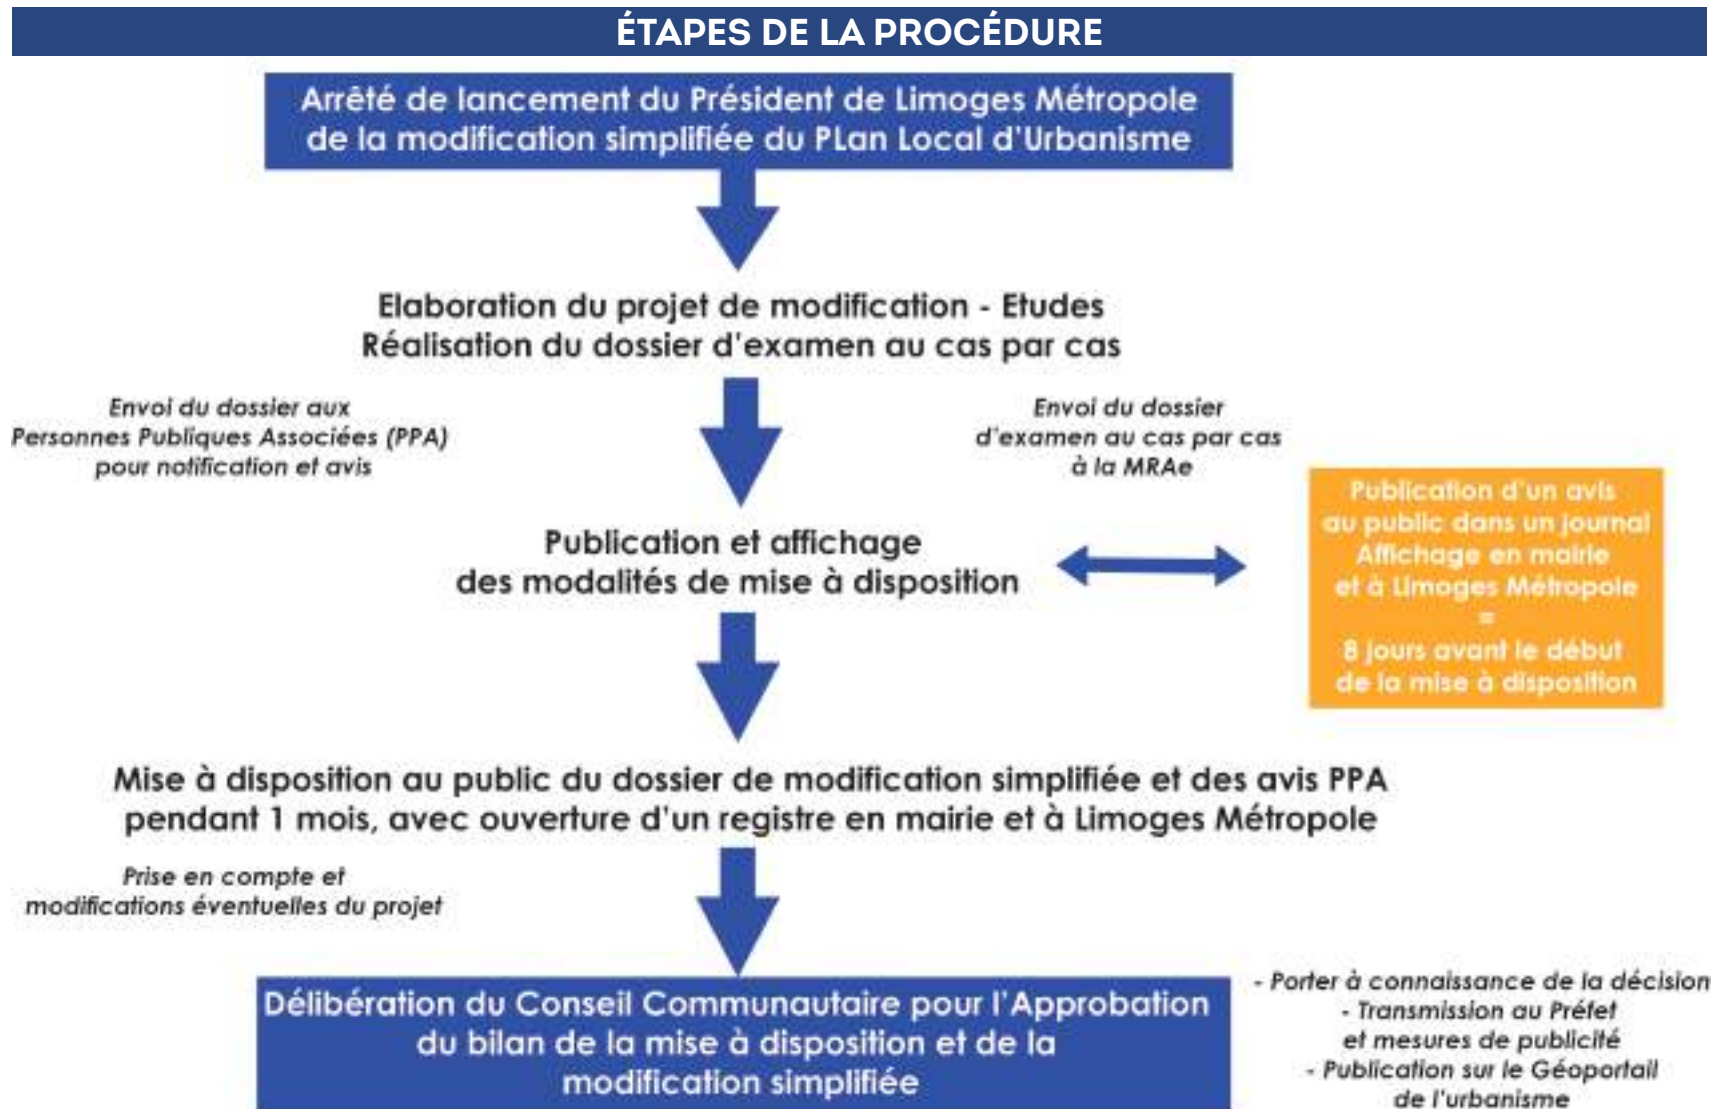 ÉTAPES DE LA PROCÉDURE
Arrêté de lancement du Président de Limoges Métropole
de la modification simplifiée du PLan Local d'Urbanisme
Elaboration du projet de modification - Etudes
Réalisation du dossier d'examen au cas par cas
Envoi du dossier aux
Personnes Publiques Associées (PPA)
pour notification et avis
Envoi du dossier
d'examen au cas par cas
à la MRAe
Publication et affichage
des modalités de mise à disposition
Publication d'un avis
au public dans un journal
Affichage en mairie
et à Limoges Métropole
=
8 jours avant le début
de la mise à disposition
Mise à disposition au public du dossier de modification simplifiée et des avis PPA
pendant 1 mois, avec ouverture d'un registre en mairie et à Limoges Métropole
Prise en compte et
modifications éventuelles du projet
Délibération du Conseil Communautaire pour l'Approbation
du bilan de la mise à disposition et de la
modification simplifiée
- Porter à connaissance de la décision
- Transmission au Préfet
et mesures de publicité
- Publication sur le Géoportail
de l'urbanisme